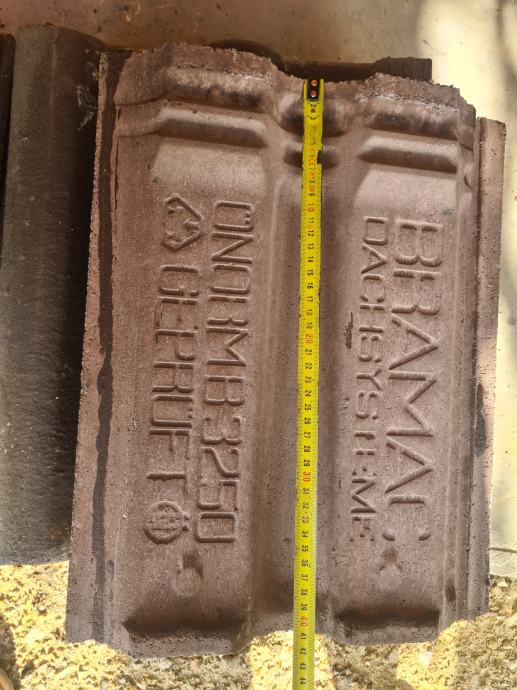 BRAMAC
DACHSYSTEME
ÖNORM B 3250
GEPRÜFT